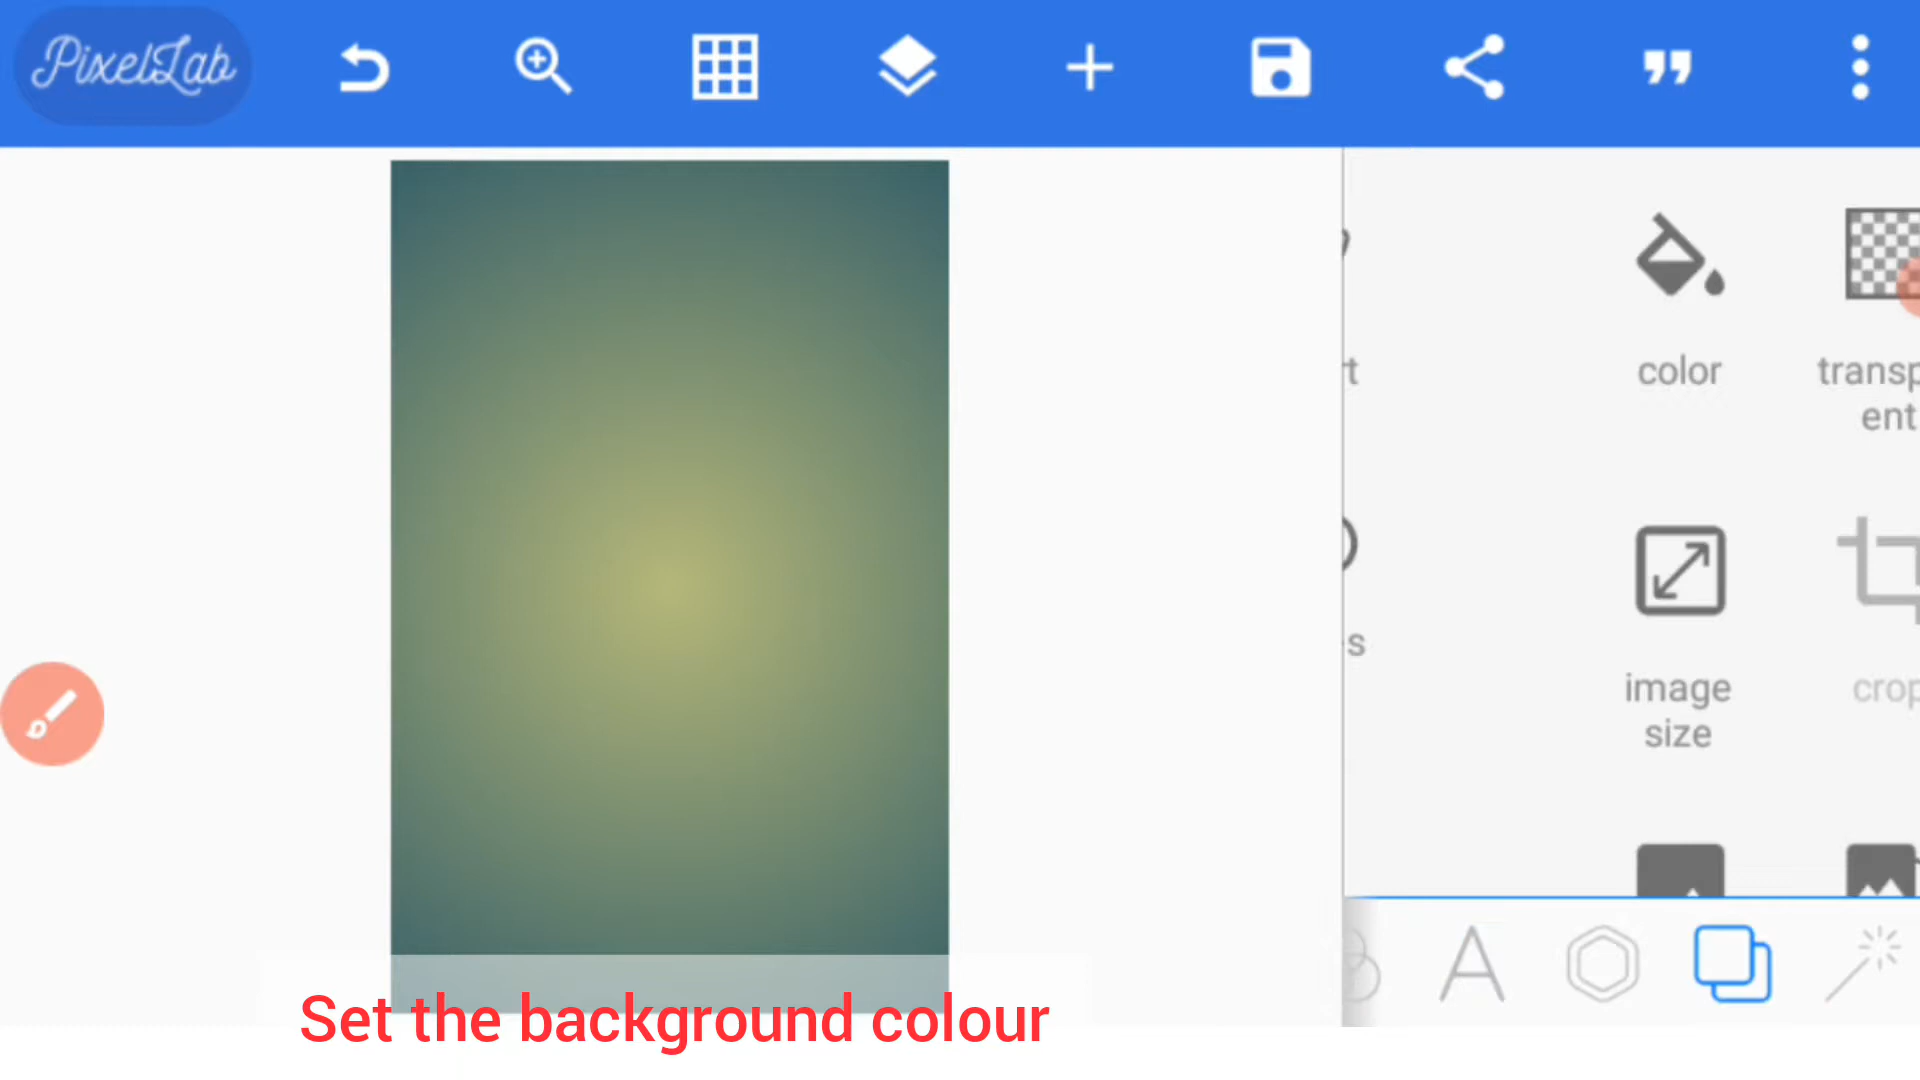 PixelLab
color
transp
ent
image
size
crop
Set the background colour